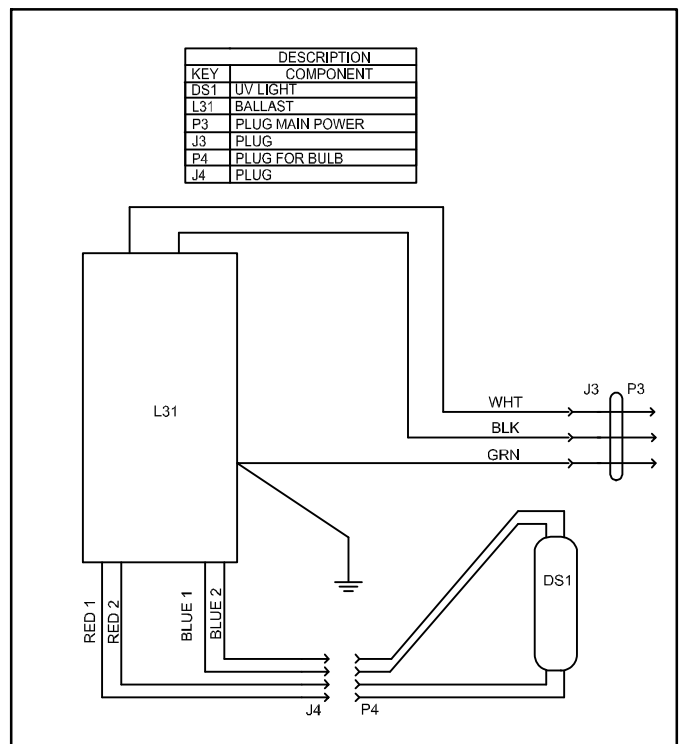 DESCRIPTION
KEY COMPONENT
DS1 UV LIGHT
L31 BALLAST
P3 PLUG MAIN POWER
J3 PLUG
P4 PLUG FOR BULB
J4 PLUG
L31
WHT
J3 P3
BLK
GRN
DS1
RED 1
RED 2
BLUE 1
BLUE 2
J4 P4